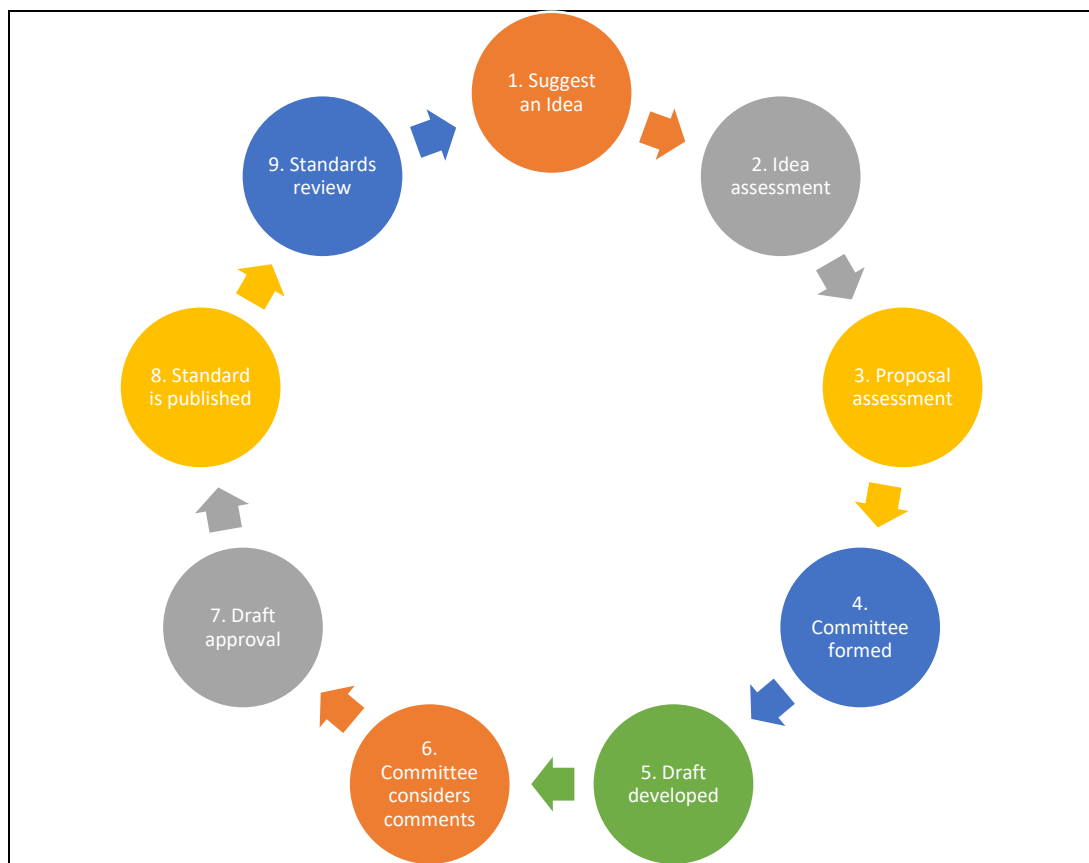 1. Suggest
an Idea
2. Idea
assessment
3. Proposal
assessment
4.
Committee
formed
5. Draft
developed
6.
Committee
considers
comments
7. Draft
approval
8. Standard
is published
9. Standards
review